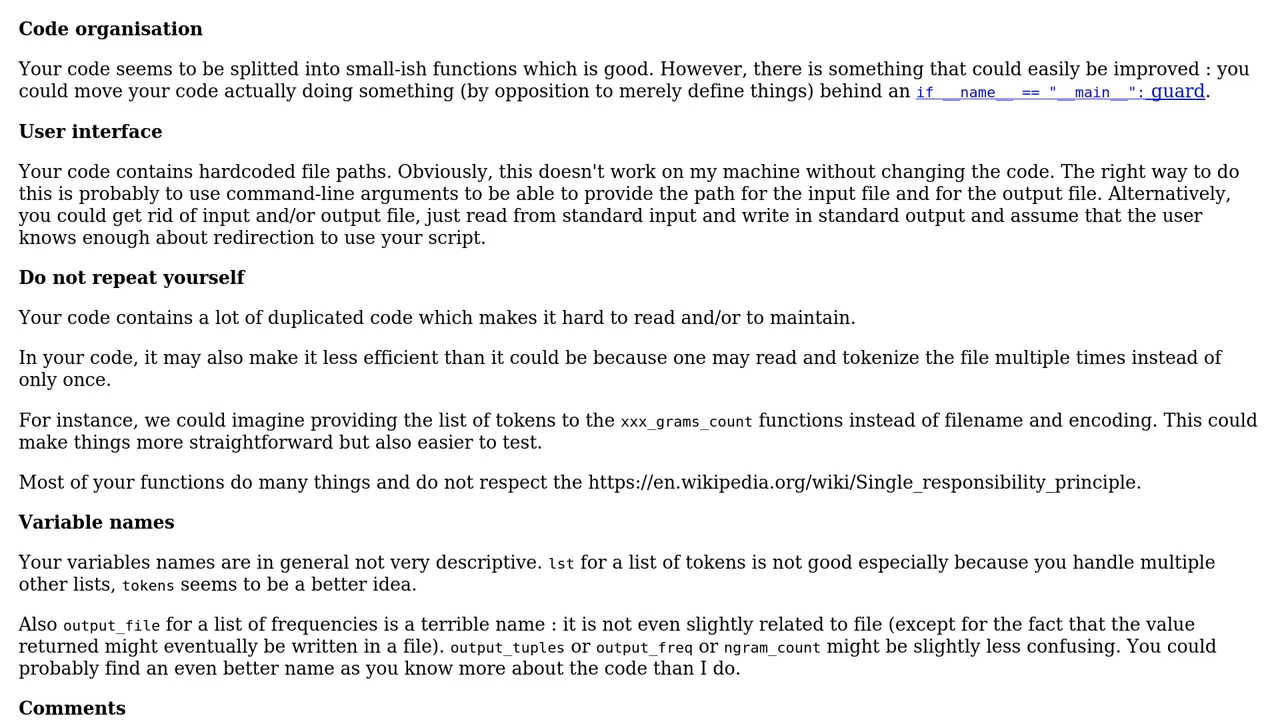 Code organisation
Your code seems to be splitted into small-ish functions which is good. However, there is something that could easily be improved : you
could move your code actually doing something (by opposition to merely define things) behind an if __name__ == "__main__": guard.
User interface
Your code contains hardcoded file paths. Obviously, this doesn't work on my machine without changing the code. The right way to do
this is probably to use command-line arguments to be able to provide the path for the input file and for the output file. Alternatively,
you could get rid of input and/or output file, just read from standard input and write in standard output and assume that the user
knows enough about redirection to use your script.
Do not repeat yourself
Your code contains a lot of duplicated code which makes it hard to read and/or to maintain.
In your code, it may also make it less efficient than it could be because one may read and tokenize the file multiple times instead of
only once.
For instance, we could imagine providing the list of tokens to the xxx_grams_count functions instead of filename and encoding. This could
make things more straightforward but also easier to test.
Most of your functions do many things and do not respect the https://en.wikipedia.org/wiki/Single_responsibility_principle.
Variable names
Your variables names are in general not very descriptive. lst for a list of tokens is not good especially because you handle multiple
other lists, tokens seems to be a better idea.
Also output_file for a list of frequencies is a terrible name : it is not even slightly related to file (except for the fact that the value
returned might eventually be written in a file). output_tuples or output_freq or ngram_count might be slightly less confusing. You could
probably find an even better name as you know more about the code than I do.
Comments